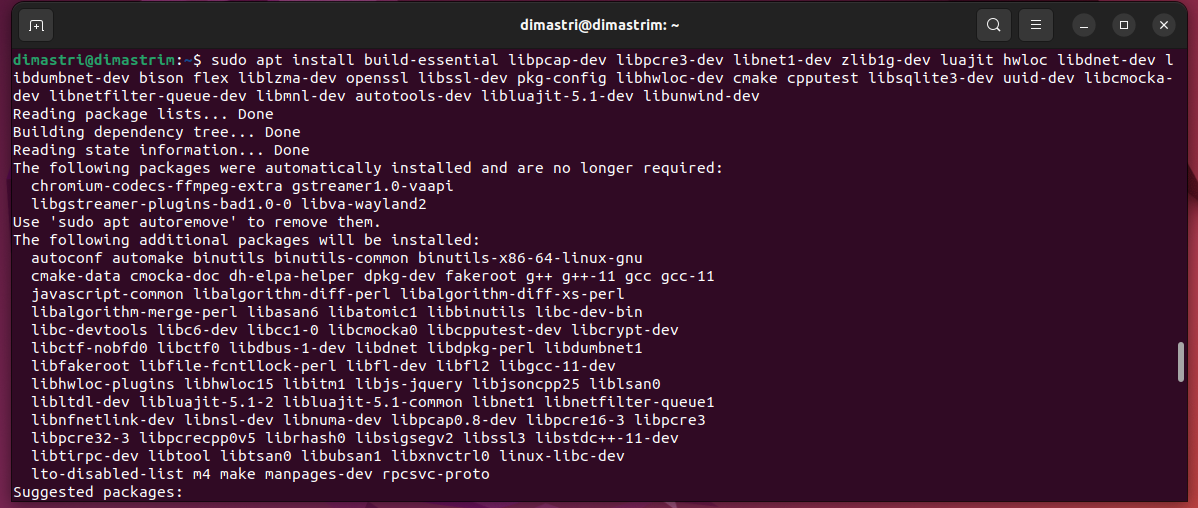 dimastri@dimastrim: ~
dimastri@dimastrim:~$ sudo apt install build-essential libpcap-dev libpcre3-dev libnet1-dev zlib1g-dev luajit hwloc libdnet-dev l
ibdumbnet-dev bison flex liblzma-dev openssl libssl-dev pkg-config libhwloc-dev cmake cpputest libsqlite3-dev uuid-dev libcmocka-
dev libnetfilter-queue-dev libmnl-dev autotools-dev libluajit-5.1-dev libunwind-dev
Reading package lists... Done
Building dependency tree... Done
Reading state information... Done
The following packages were automatically installed and are no longer required:
  chromium-codecs-ffmpeg-extra gstreamer1.0-vaapi
  libgstreamer-plugins-bad1.0-0 libva-wayland2
Use 'sudo apt autoremove' to remove them.
The following additional packages will be installed:
  autoconf automake binutils binutils-common binutils-x86-64-linux-gnu
  cmake-data cmocka-doc dh-elpa-helper dpkg-dev fakeroot g++ g++-11 gcc gcc-11
  javascript-common libalgorithm-diff-perl libalgorithm-diff-xs-perl
  libalgorithm-merge-perl libasan6 libatomic1 libbinutils libc-dev-bin
  libc-devtools libc6-dev libcc1-0 libcmocka0 libcpputest-dev libcrypt-dev
  libctf-nobfd0 libctf0 libdbus-1-dev libdnet libdpkg-perl libdumbnet1
  libfakeroot libfile-fcntllock-perl libfl-dev libfl2 libgcc-11-dev
  libhwloc-plugins libhwloc15 libitm1 libjs-jquery libjsoncpp25 liblsan0
  libltdl-dev libluajit-5.1-2 libluajit-5.1-common libnet1 libnetfilter-queue1
  libnfnetlink-dev libnsl-dev libnuma-dev libpcap0.8-dev libpcre16-3 libpcre3
  libpcre32-3 libpcrecpp0v5 librhash0 libsigsegv2 libssl3 libstdc++-11-dev
  libtirpc-dev libtool libtsan0 libubsan1 libxnvctrl0 linux-libc-dev
  lto-disabled-list m4 make manpages-dev rpcsvc-proto
Suggested packages: